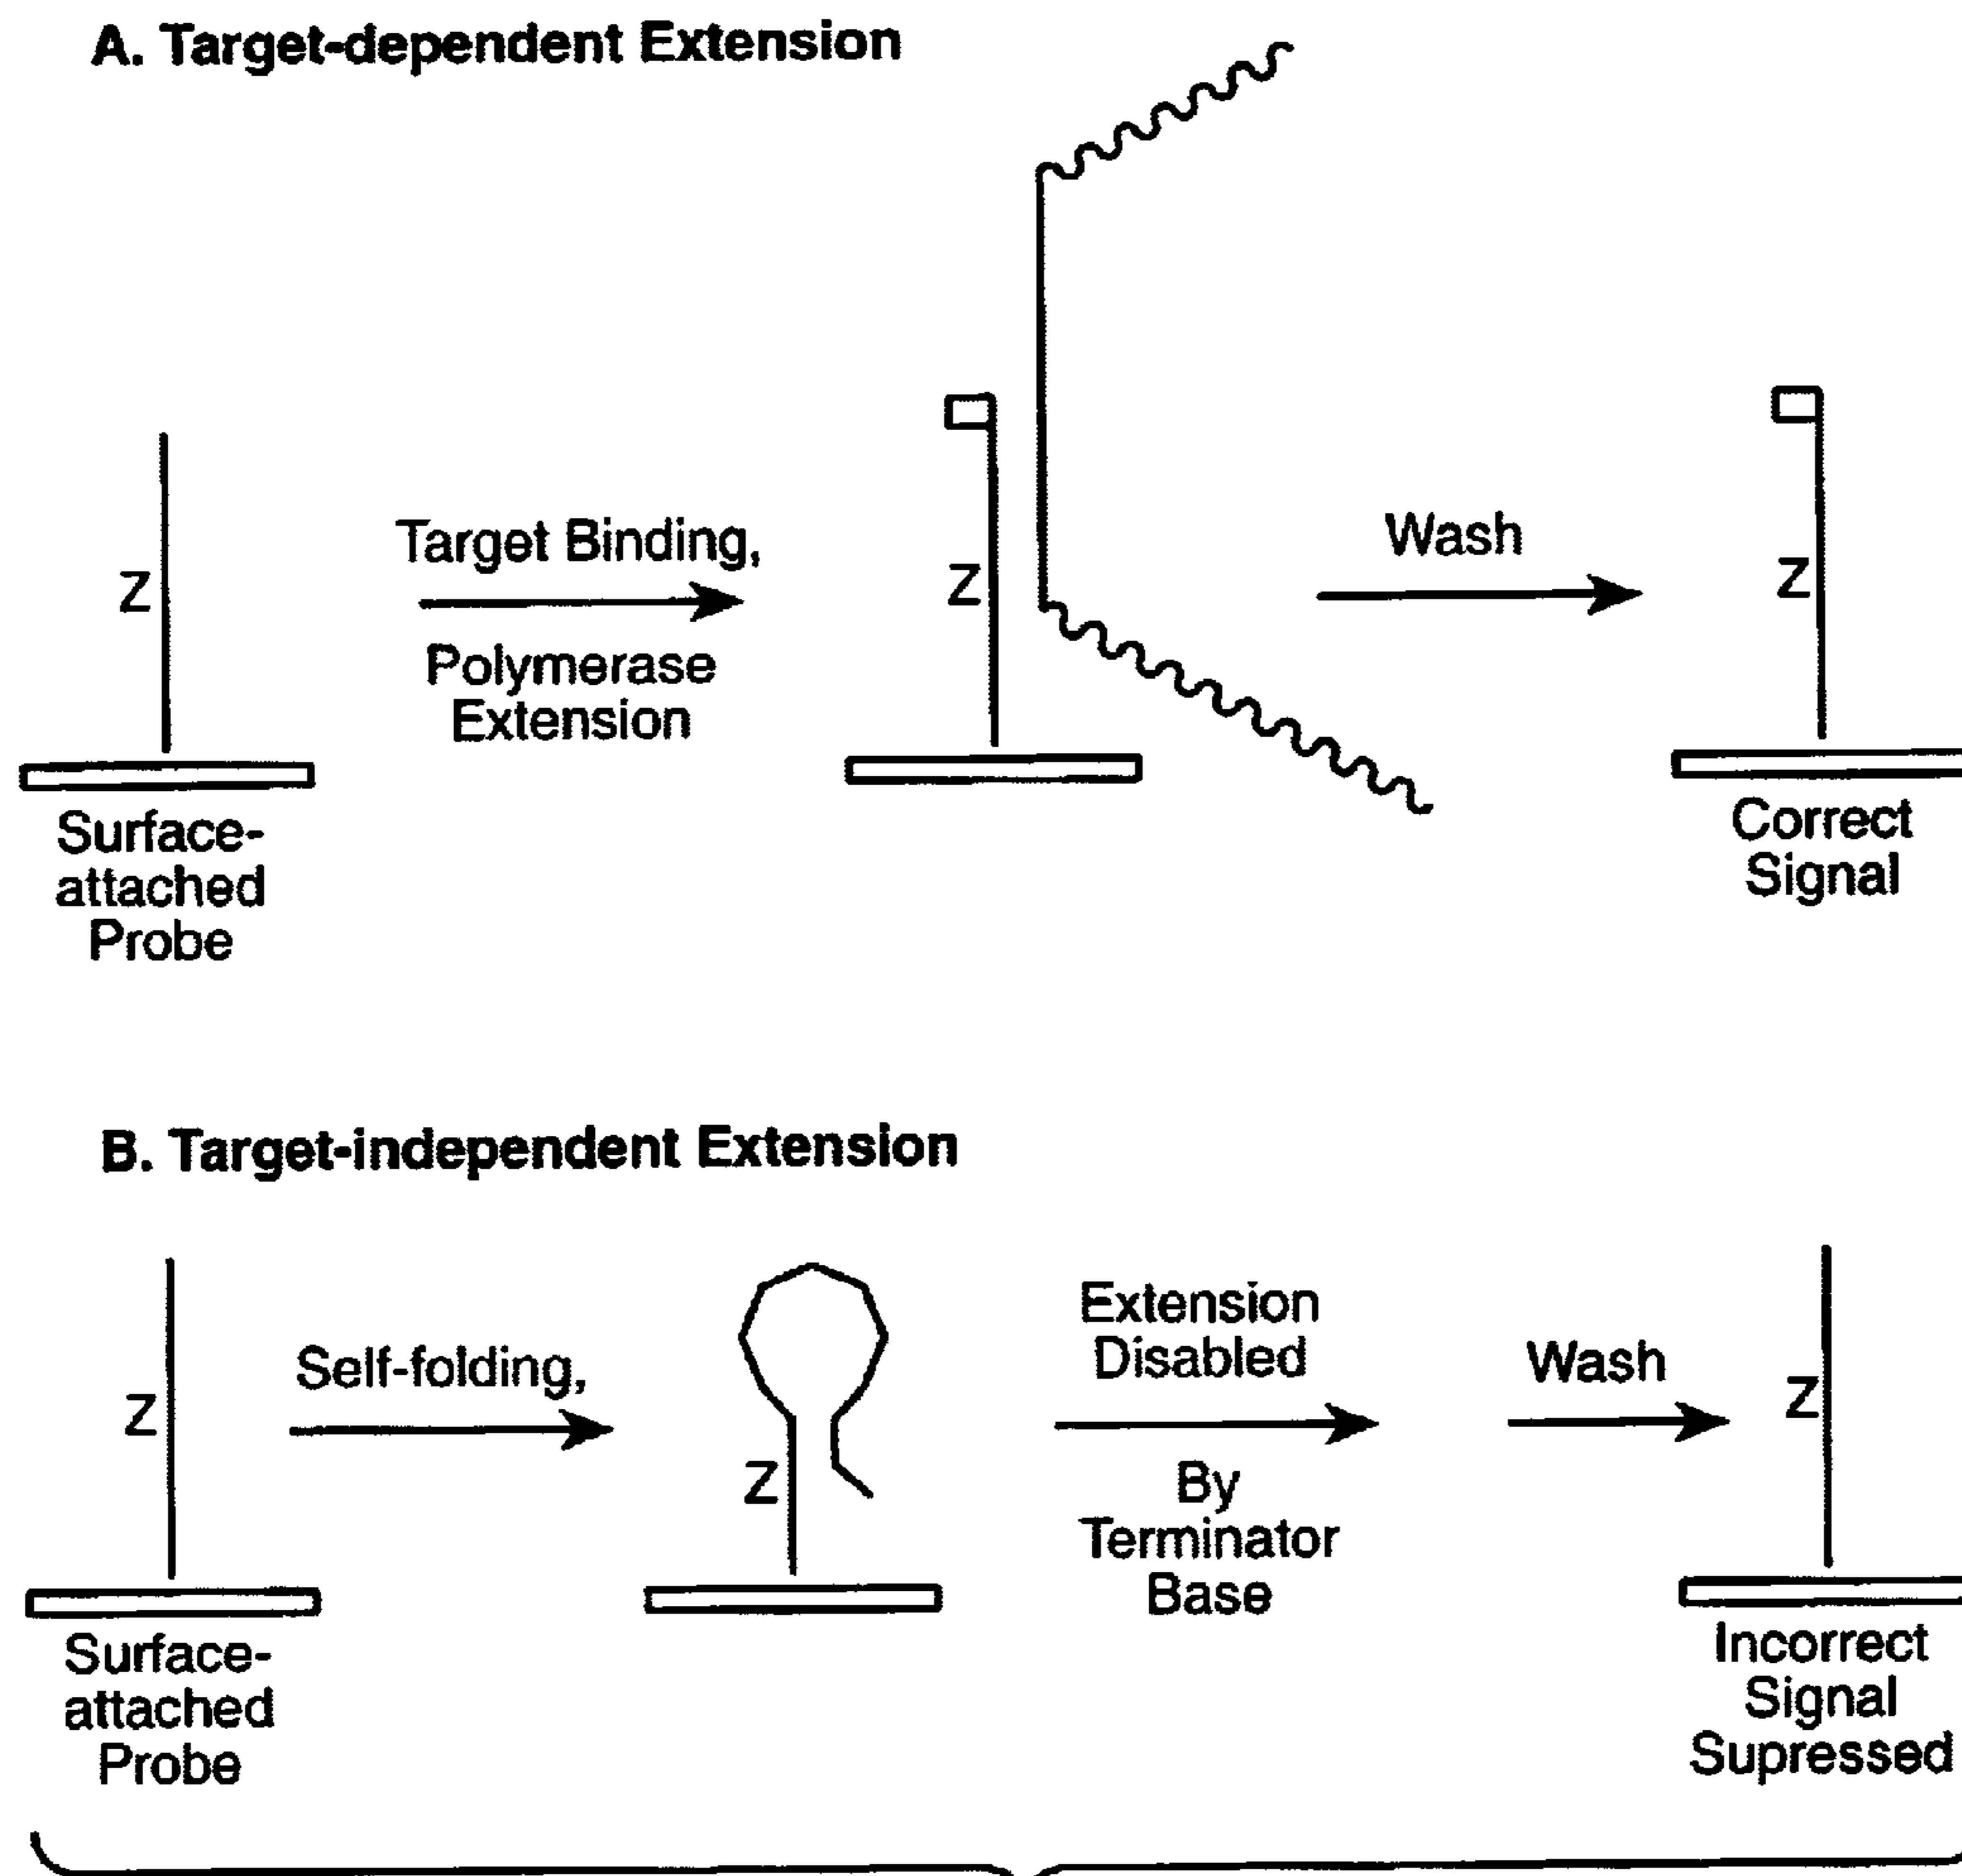 A. Target-dependent Extension
Z
Target Binding,
Polymerase
Extension
Z
Wash
Z
Surface-
attached
Probe
Correct
Signal
B. Target-independent Extension
Z
Self-folding,
Z
Extension
Disabled
By
Terminator
Base
Wash
Z
Surface-
attached
Probe
Incorrect
Signal
Supressed